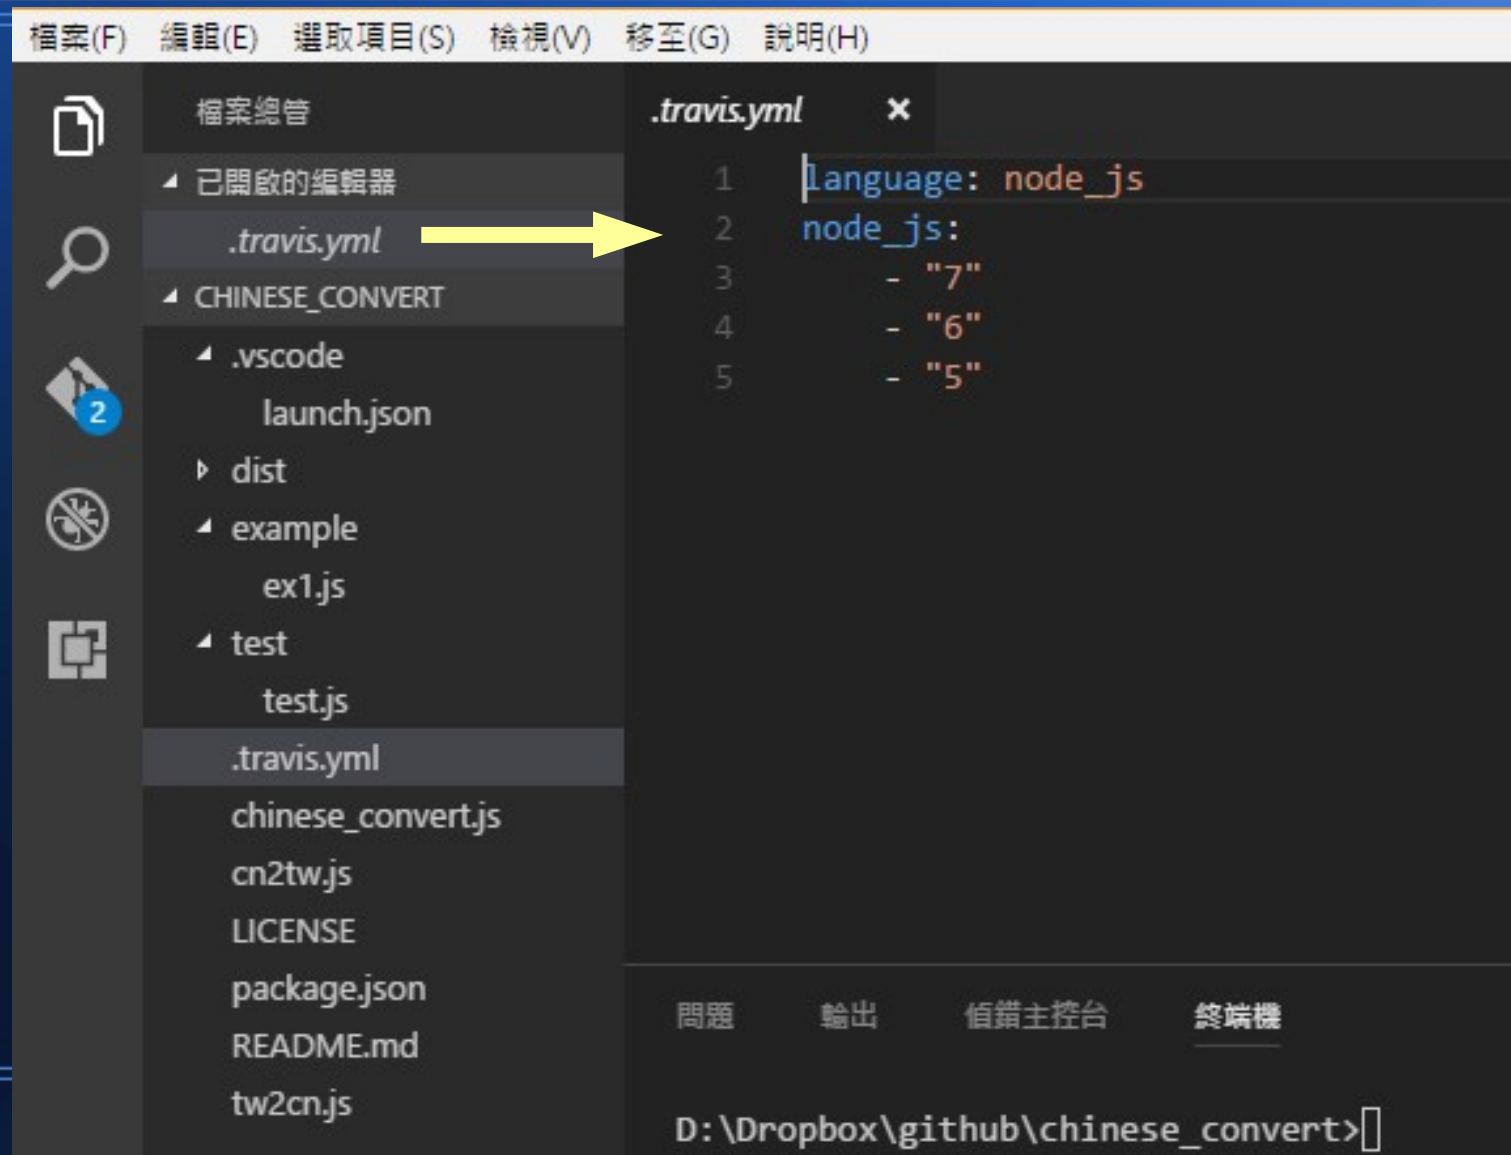 檔案(F) 編輯(E) 選取項目(S) 檢視(V) 移至(G) 說明(H)
檔案總管
已開啟的編輯器
.travis.yml
CHINESE_CONVERT
.vscode
launch.json
dist
example
ex1.js
test
test.js
.travis.yml
chinese_convert.js
cn2tw.js
LICENSE
package.json
README.md
tw2cn.js
2
.travis.yml
1 language: node_js
2 node_js:
3 - "7"
4 - "6"
5 - "5"
問題 輸出 偵錯主控台 終端機
D:\Dropbox\github\chinese_convert>